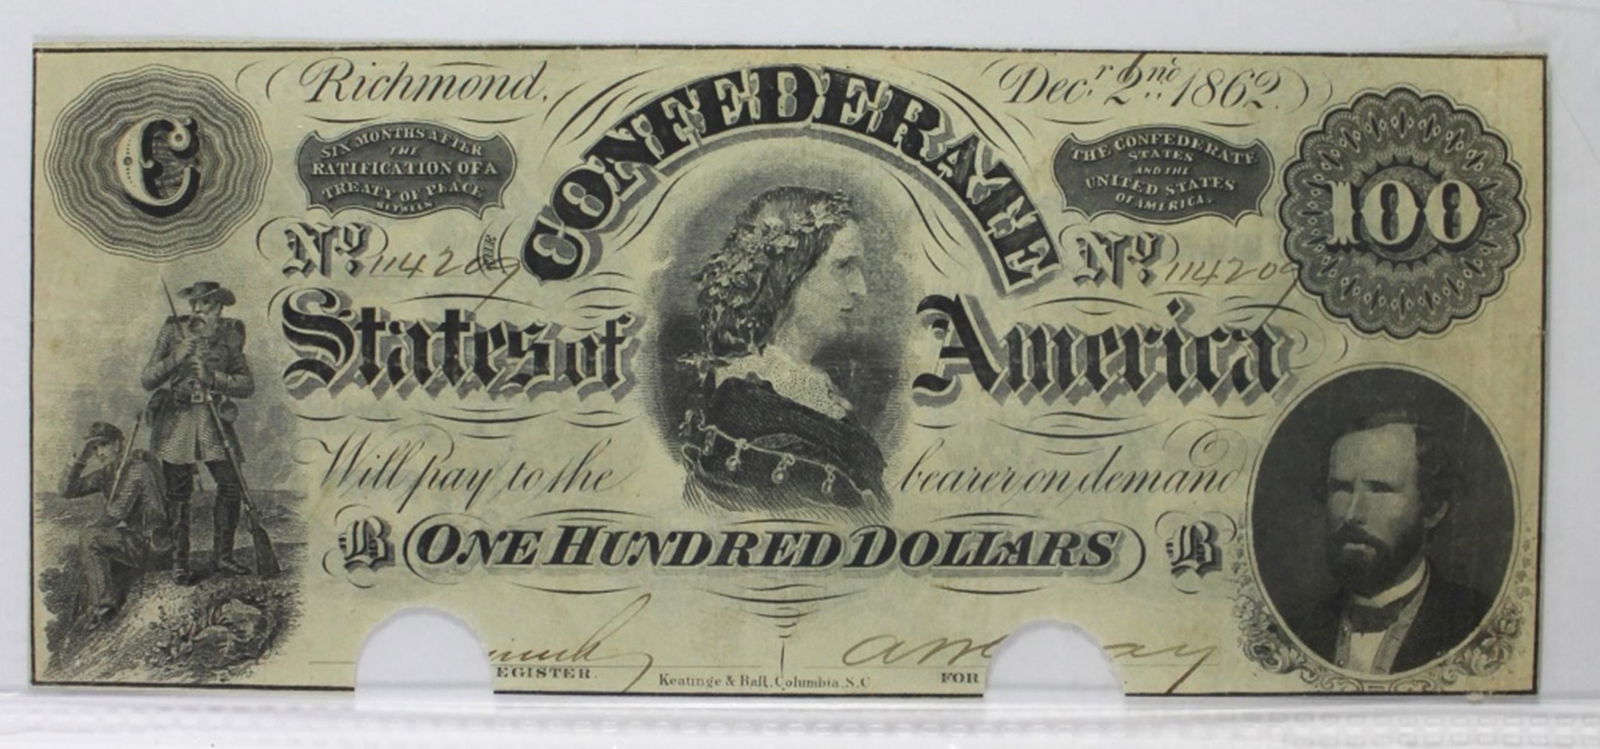 Richmond, Decr. 2nd 1862.
C
SIX MONTHS AFTER
THE
RATIFICATION OF A
TREATY OF PEACE
BETWEEN
CONFEDERATE
THE CONFEDERATE
STATES
AND THE
UNITED STATES
OF AMERICA.
100
No 114209
No 114209
States of America
Will pay to the bearer on demand
B ONE HUNDRED DOLLARS B
EGISTER.
Keatinge & Ball, Columbia, S.C.
FOR